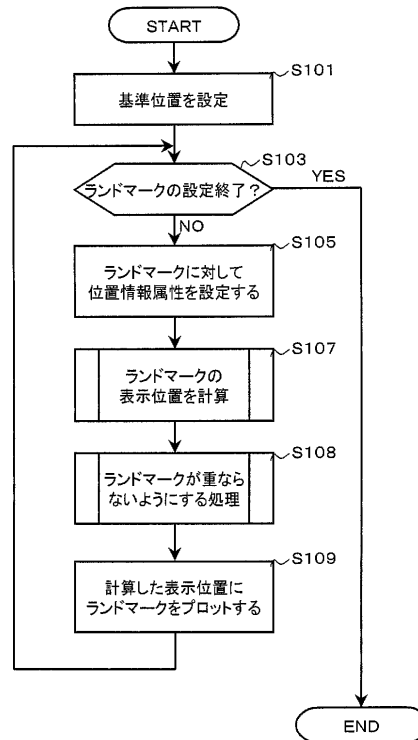 START
S101
基準位置を設定
S103
ランドマークの設定終了？
YES
NO
S105
ランドマークに対して
位置情報属性を設定する
S107
ランドマークの
表示位置を計算
S108
ランドマークが重なら
ないようにする処理
S109
計算した表示位置に
ランドマークをプロットする
END